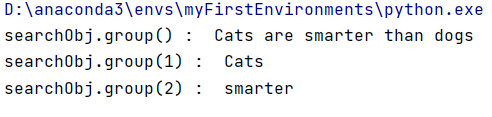 D:\anaconda3\envs\myFirstEnvironments\python.exe
searchObj.group() :  Cats are smarter than dogs
searchObj.group(1) :  Cats
searchObj.group(2) :  smarter